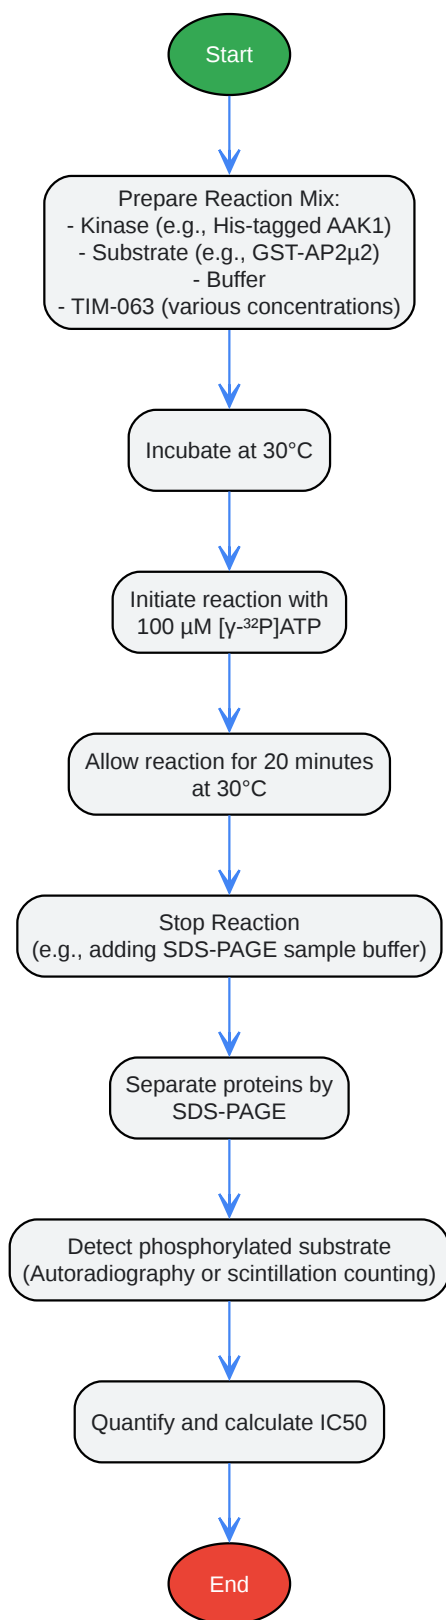 Start
Prepare Reaction Mix:
- Kinase (e.g., His-tagged AAK1)
- Substrate (e.g., GST-AP2μ2)
- Buffer
- TIM-063 (various concentrations)
Incubate at 30°C
Initiate reaction with
100 μM [γ-³²P]ATP
Allow reaction for 20 minutes
at 30°C
Stop Reaction
(e.g., adding SDS-PAGE sample buffer)
Separate proteins by
SDS-PAGE
Detect phosphorylated substrate
(Autoradiography or scintillation counting)
Quantify and calculate IC50
End